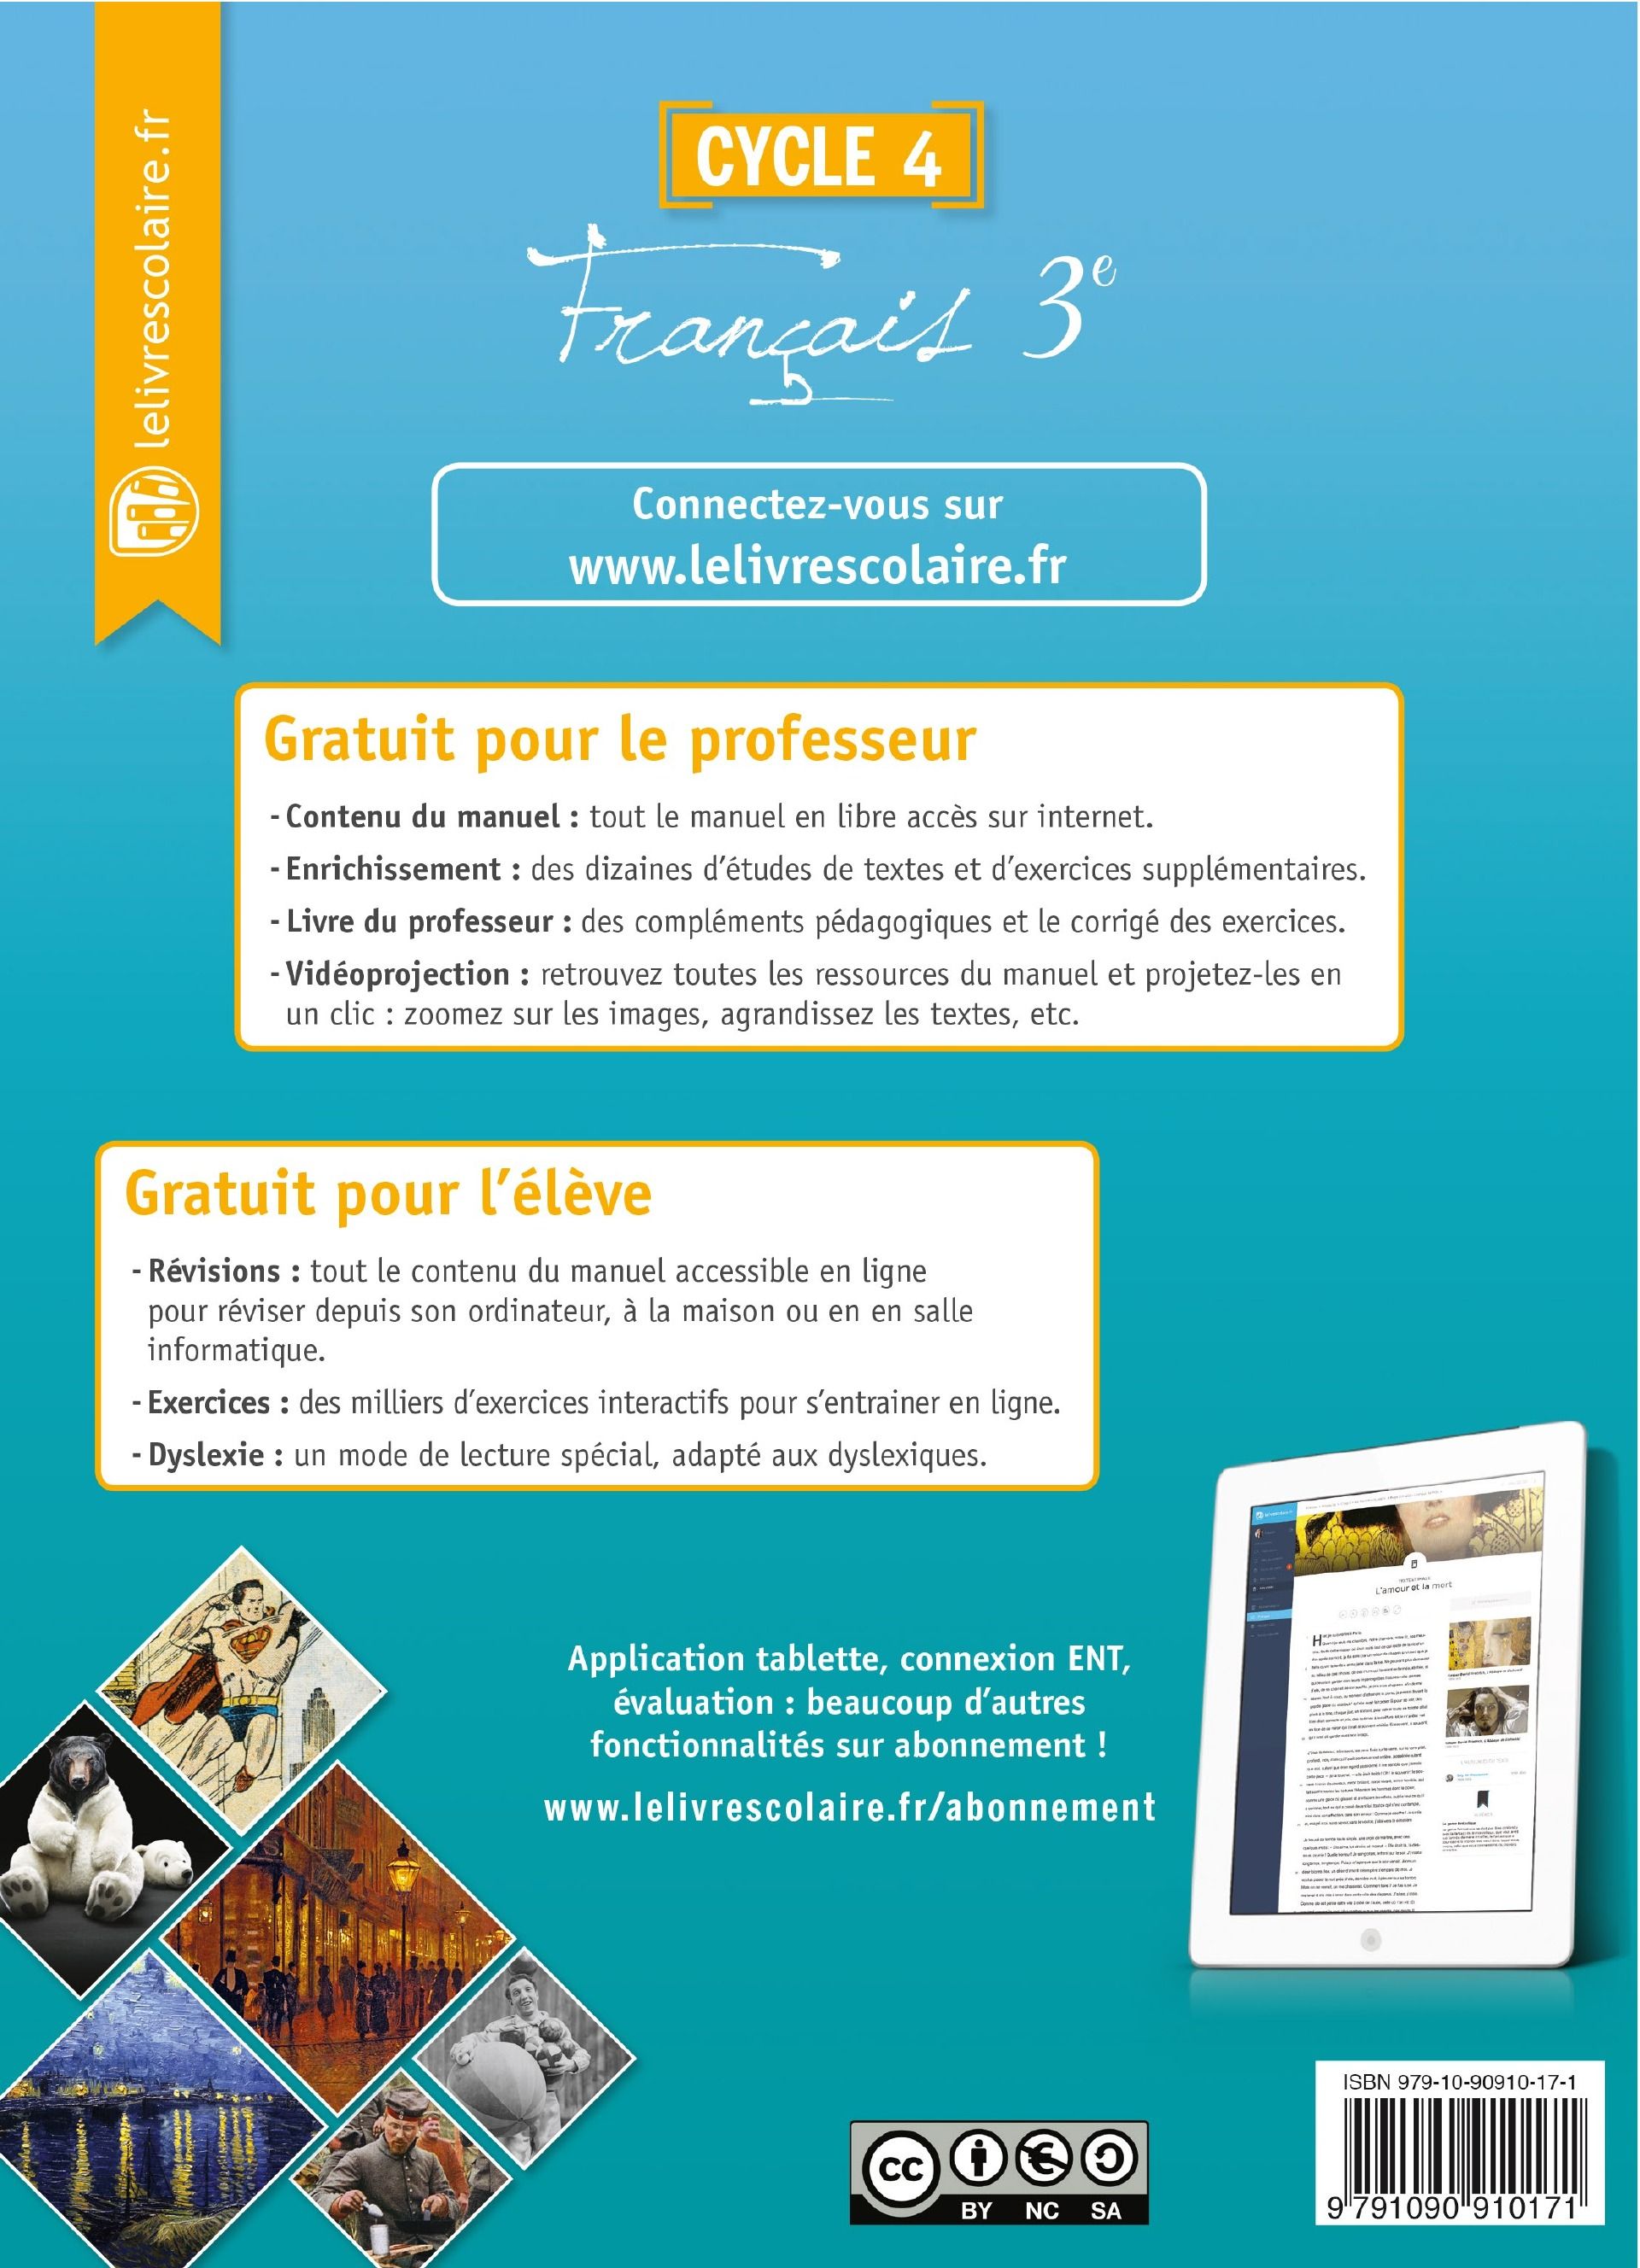 lelivrescolaire.fr
CYCLE 4
Français 3e
Connectez-vous sur
www.lelivrescolaire.fr
Gratuit pour le professeur
- Contenu du manuel : tout le manuel en libre accès sur internet.
- Enrichissement : des dizaines d’études de textes et d’exercices supplémentaires.
- Livre du professeur : des compléments pédagogiques et le corrigé des exercices.
- Vidéoprojection : retrouvez toutes les ressources du manuel et projetez-les en
un clic : zoomez sur les images, agrandissez les textes, etc.
Gratuit pour l’élève
- Révisions : tout le contenu du manuel accessible en ligne
pour réviser depuis son ordinateur, à la maison ou en en salle
informatique.
- Exercices : des milliers d’exercices interactifs pour s’entrainer en ligne.
- Dyslexie : un mode de lecture spécial, adapté aux dyslexiques.
Application tablette, connexion ENT,
évaluation : beaucoup d’autres
fonctionnalités sur abonnement !
www.lelivrescolaire.fr/abonnement
L'amour et la mort
cc
BY NC SA
ISBN 979-10-90910-17-1
9 791090 910171